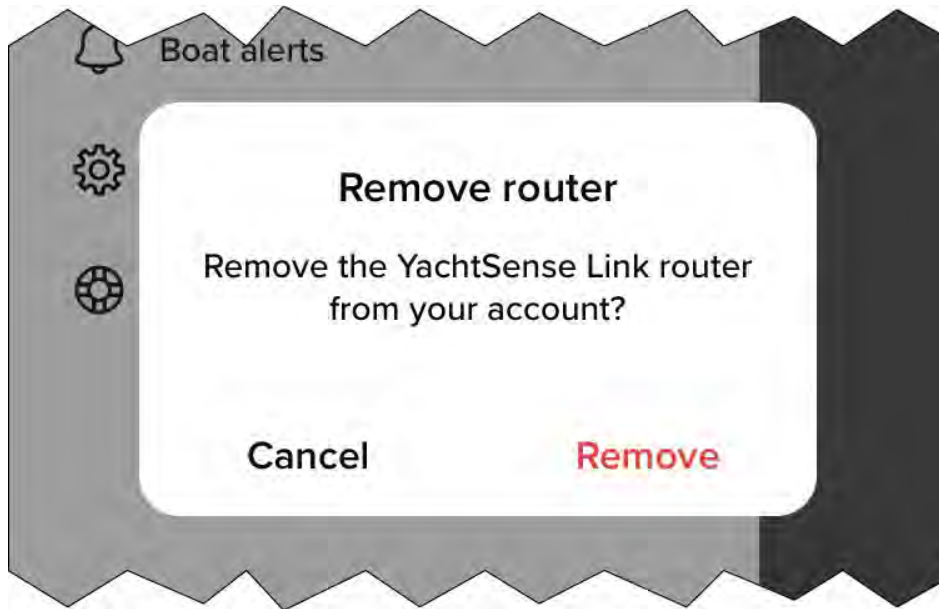 Boat alerts
Remove router
Remove the YachtSense Link router
from your account?
Cancel
Remove